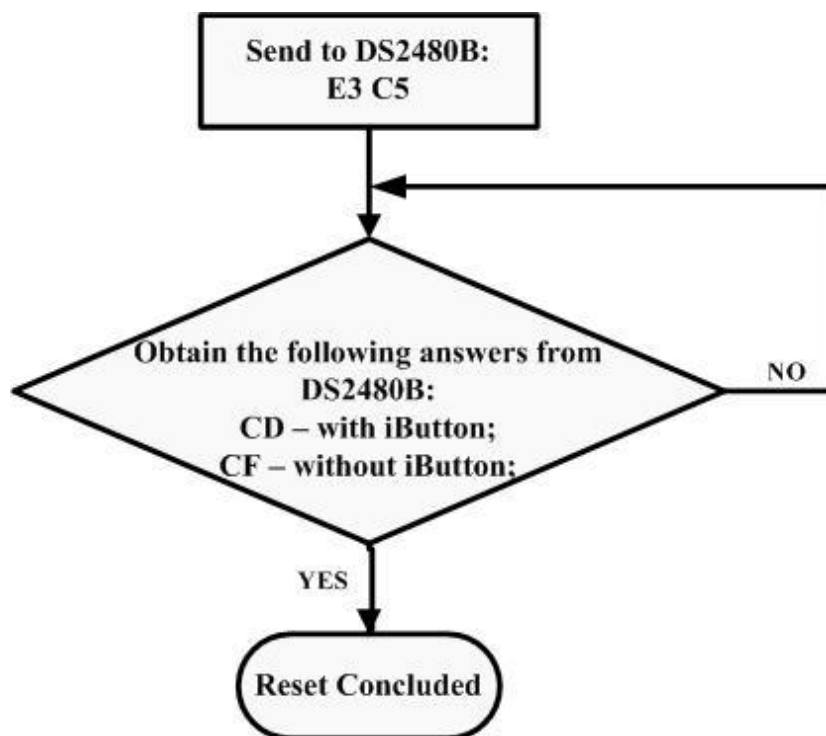 Send to DS2480B:
E3 C5
Obtain the following answers from
DS2480B:
CD – with iButton;
CF – without iButton;
NO
YES
Reset Concluded